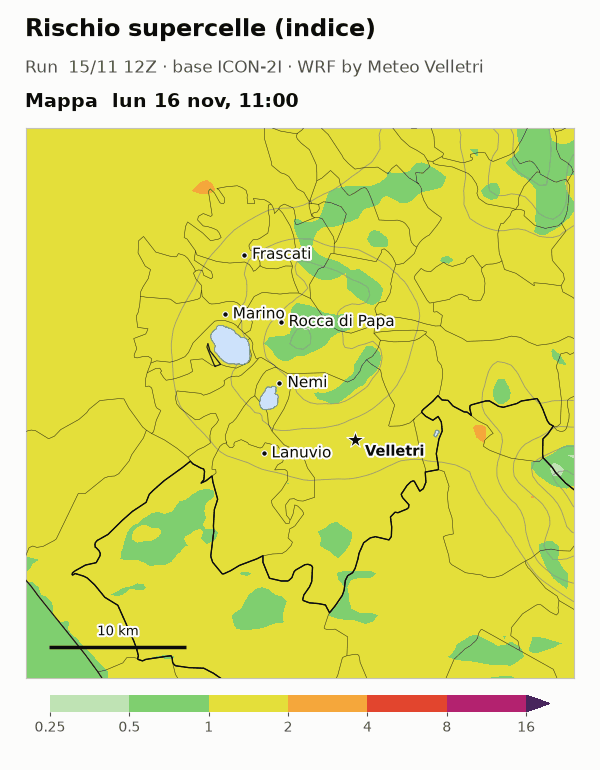 Rischio supercelle (indice)
Run  15/11 12Z · base ICON-2I · WRF by Meteo Velletri
Mappa  lun 16 nov, 11:00
Frascati
Marino
Rocca di Papa
Nemi
Velletri
Lanuvio
10 km
0.25 0.5 1 2 4 8 16